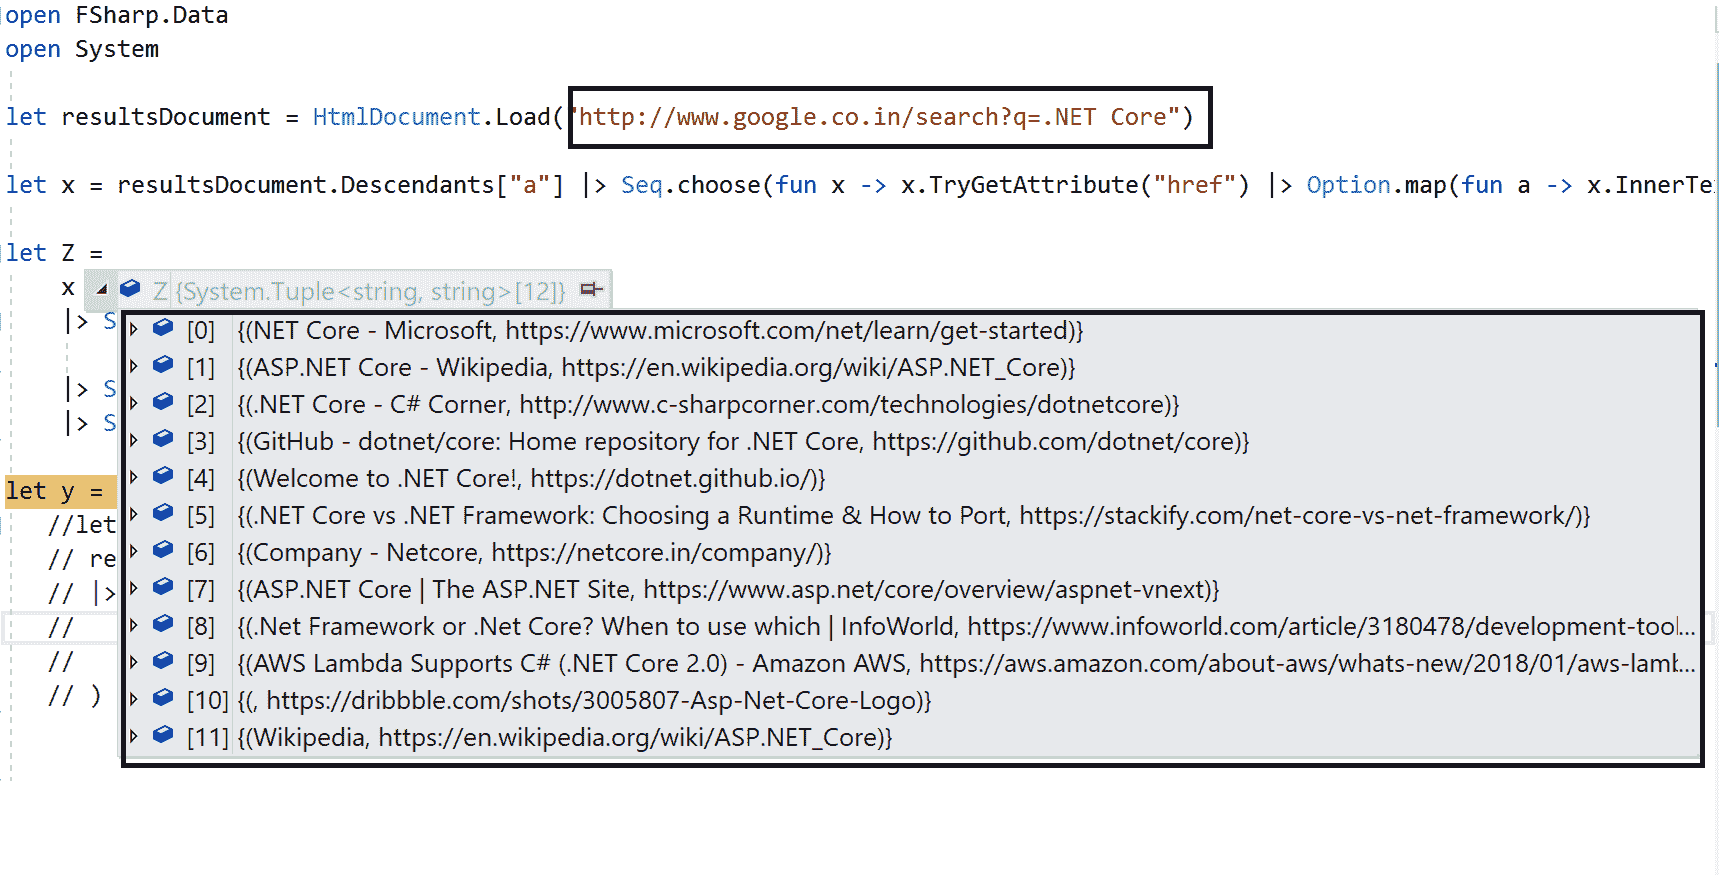 open FSharp.Data
open System
let resultsDocument = HtmlDocument.Load("http://www.google.co.in/search?q=.NET Core")
let x = resultsDocument.Descendants["a"] |> Seq.choose(fun x -> x.TryGetAttribute("href") |> Option.map(fun a -> x.InnerTe
let Z =
x Z {System.Tuple<string, string>[12]}
|> S [0] {(NET Core - Microsoft, https://www.microsoft.com/net/learn/get-started)}
[1] {(ASP.NET Core - Wikipedia, https://en.wikipedia.org/wiki/ASP.NET_Core)}
|> S [2] {(.NET Core - C# Corner, http://www.c-sharpcorner.com/technologies/dotnetcore)}
|> S [3] {(GitHub - dotnet/core: Home repository for .NET Core, https://github.com/dotnet/core)}
[4] {(Welcome to .NET Core!, https://dotnet.github.io/)}
let y = [5] {(.NET Core vs .NET Framework: Choosing a Runtime & How to Port, https://stackify.com/net-core-vs-net-framework/)}
//let [6] {(Company - Netcore, https://netcore.in/company/)}
// re
// |> [7] {(ASP.NET Core | The ASP.NET Site, https://www.asp.net/core/overview/aspnet-vnext)}
// [8] {(.Net Framework or .Net Core? When to use which | InfoWorld, https://www.infoworld.com/article/3180478/development-tool...
// [9] {(AWS Lambda Supports C# (.NET Core 2.0) - Amazon AWS, https://aws.amazon.com/about-aws/whats-new/2018/01/aws-lamb...
// ) [10] {(, https://dribbble.com/shots/3005807-Asp-Net-Core-Logo)}
[11] {(Wikipedia, https://en.wikipedia.org/wiki/ASP.NET_Core)}